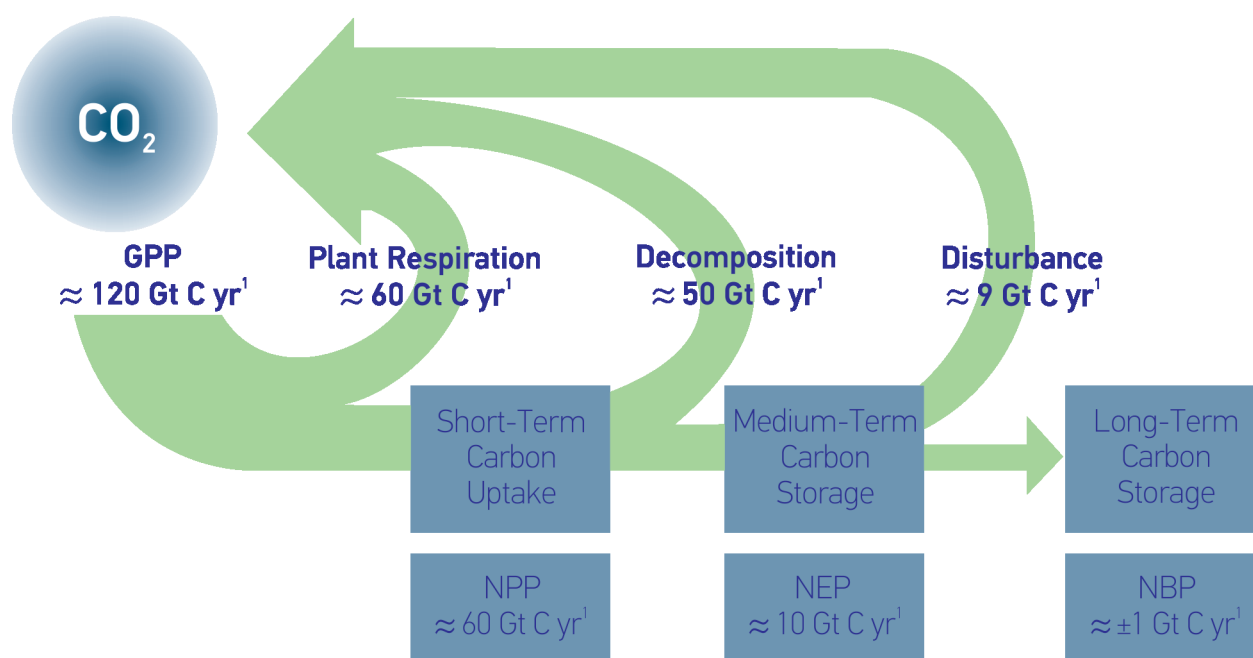 CO₂
GPP
≈ 120 Gt C yr¹
Plant Respiration
≈ 60 Gt C yr¹
Decomposition
≈ 50 Gt C yr¹
Disturbance
≈ 9 Gt C yr¹
Short-Term
Carbon
Uptake
Medium-Term
Carbon
Storage
Long-Term
Carbon
Storage
NPP
≈ 60 Gt C yr¹
NEP
≈ 10 Gt C yr¹
NBP
≈ ±1 Gt C yr¹